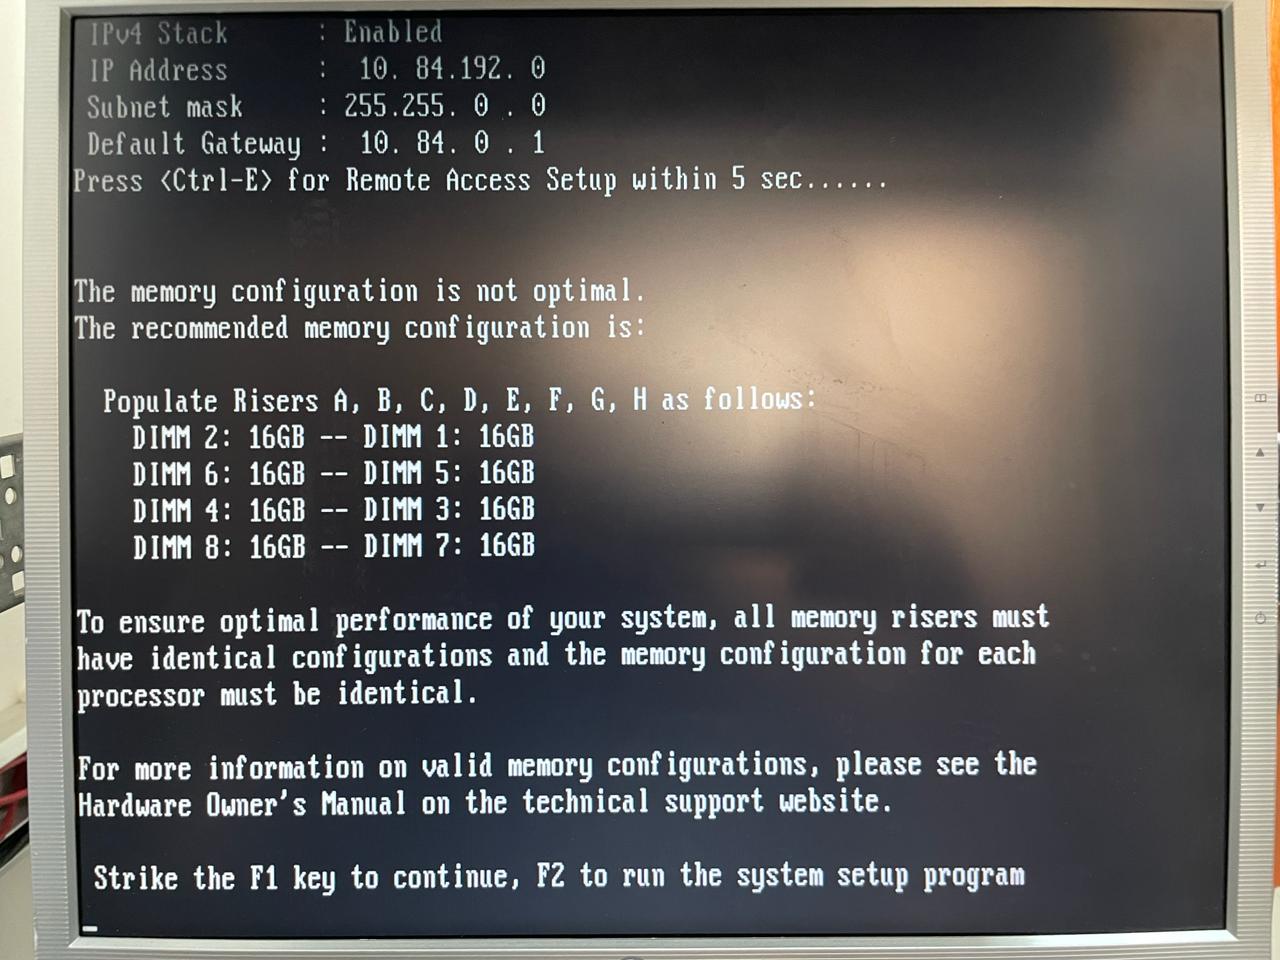 IPv4 Stack : Enabled
IP Address : 10. 84.192. 0
Subnet mask : 255.255. 0 . 0
Default Gateway : 10. 84. 0 . 1
Press <Ctrl-E> for Remote Access Setup within 5 sec......
The memory configuration is not optimal.
The recommended memory configuration is:
Populate Risers A, B, C, D, E, F, G, H as follows:
DIMM 2: 16GB -- DIMM 1: 16GB
DIMM 6: 16GB -- DIMM 5: 16GB
DIMM 4: 16GB -- DIMM 3: 16GB
DIMM 8: 16GB -- DIMM 7: 16GB
To ensure optimal performance of your system, all memory risers must
have identical configurations and the memory configuration for each
processor must be identical.
For more information on valid memory configurations, please see the
Hardware Owner's Manual on the technical support website.
Strike the F1 key to continue, F2 to run the system setup program